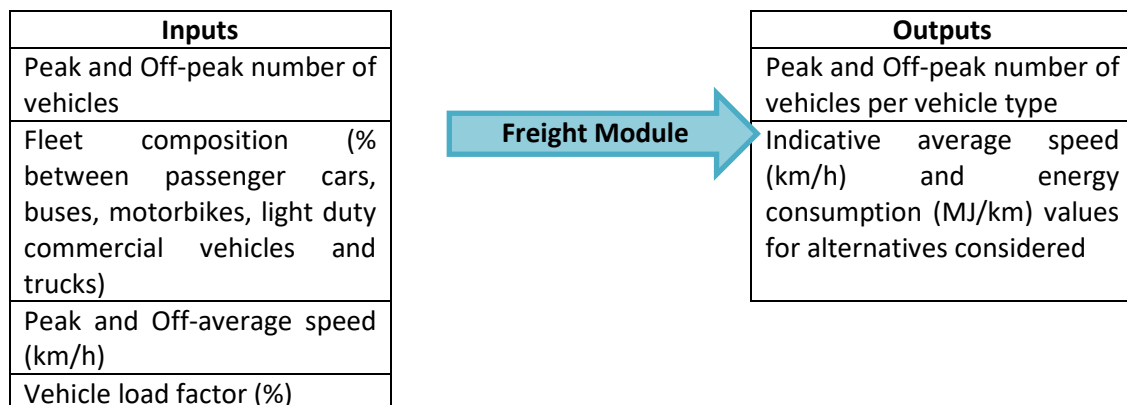 Inputs
Peak and Off-peak number of
vehicles
Fleet composition (%
between passenger cars,
buses, motorbikes, light duty
commercial vehicles and
trucks)
Peak and Off-average speed
(km/h)
Vehicle load factor (%)
Freight Module
Outputs
Peak and Off-peak number of
vehicles per vehicle type
Indicative average speed
(km/h) and energy
consumption (MJ/km) values
for alternatives considered